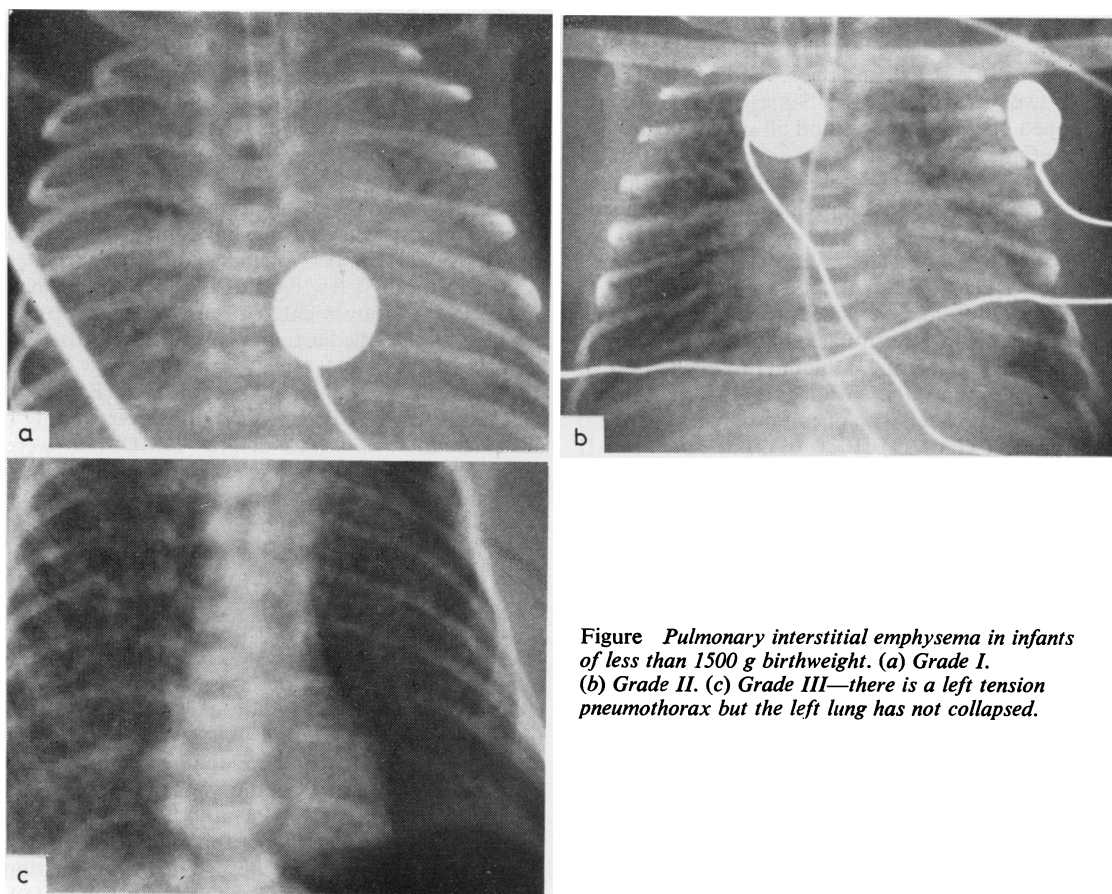 a
b
c
Figure Pulmonary interstitial emphysema in infants
of less than 1500 g birthweight. (a) Grade I.
(b) Grade II. (c) Grade III—there is a left tension
pneumothorax but the left lung has not collapsed.